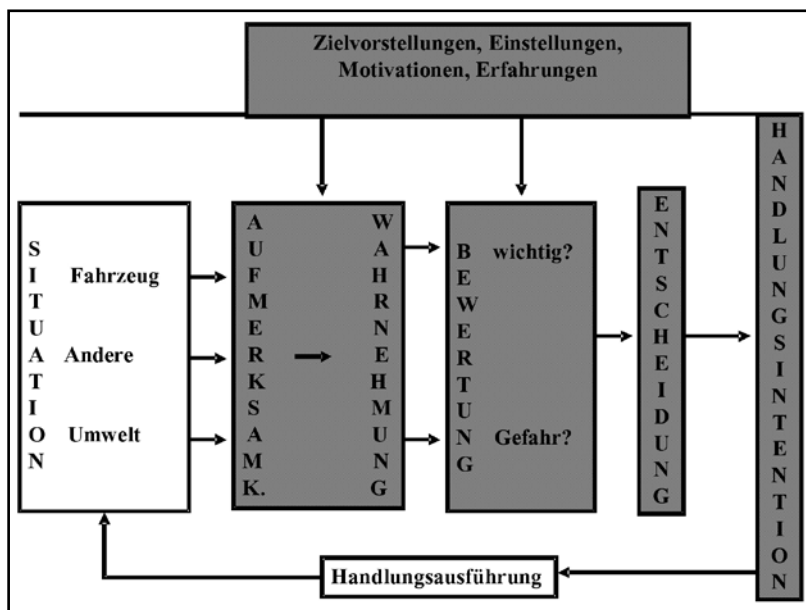 Zielvorstellungen, Einstellungen,
Motivationen, Erfahrungen
SITUATION
Fahrzeug
Andere
Umwelt
AUFMERKSAMK.
WAHRNEHMUNG
BEWERTUNG
wichtig?
Gefahr?
ENTSCHEIDUNG
HANDLUNGSINTENTION
Handlungsausführung